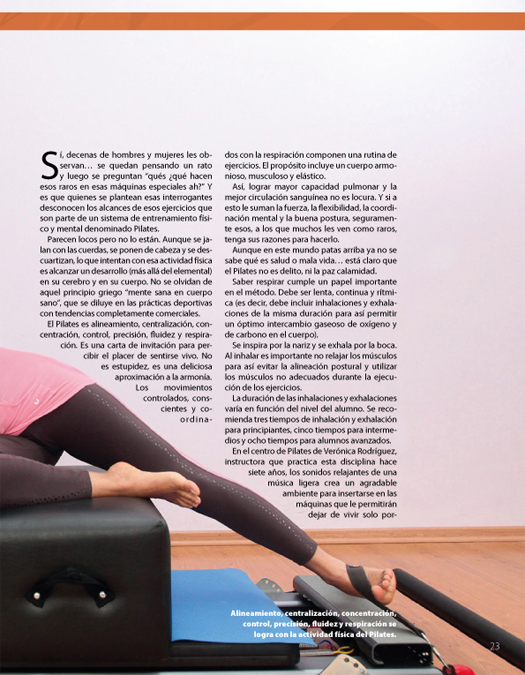 Sí, decenas de hombres y mujeres les ob-
servan… se quedan pensando un rato
y luego se preguntan “qués ¿qué hacen
esos raros en esas máquinas especiales ah?” Y
es que quienes se plantean esas interrogantes
desconocen los alcances de esos ejercicios que
son parte de un sistema de entrenamiento físi-
co y mental denominado Pilates.
Parecen locos pero no lo están. Aunque se ja-
lan con las cuerdas, se ponen de cabeza y se des-
cuartizan, lo que intentan con esa actividad física
es alcanzar un desarrollo (más allá del elemental)
en su cerebro y en su cuerpo. No se olvidan de
aquel principio griego “mente sana en cuerpo
sano”, que se diluye en las prácticas deportivas
con tendencias completamente comerciales.
El Pilates es alineamiento, centralización, con-
centración, control, precisión, fluidez y respira-
ción. Es una carta de invitación para per-
cibir el placer de sentirse vivo. No
es estupidez, es una deliciosa
aproximación a la armonía.
Los movimientos
controlados, cons-
cientes y co-
ordina-
dos con la respiración componen una rutina de
ejercicios. El propósito incluye un cuerpo armo-
nioso, musculoso y elástico.
Así, lograr mayor capacidad pulmonar y la
mejor circulación sanguínea no es locura. Y si a
esto le suman la fuerza, la flexibilidad, la coordi-
nación mental y la buena postura, seguramen-
te esos, a los que muchos les ven como raros,
tenga sus razones para hacerlo.
Aunque en este mundo patas arriba ya no se
sabe qué es salud o mala vida… está claro que
el Pilates no es delito, ni la paz calamidad.
Saber respirar cumple un papel importante
en el método. Debe ser lenta, continua y rítmi-
ca (es decir, debe incluir inhalaciones y exhala-
ciones de la misma duración para así permitir
un óptimo intercambio gaseoso de oxígeno y
de carbono en el cuerpo).
Se inspira por la nariz y se exhala por la boca.
Al inhalar es importante no relajar los músculos
para así evitar la alineación postural y utilizar
los músculos no adecuados durante la ejecu-
ción de los ejercicios.
La duración de las inhalaciones y exhalaciones
varía en función del nivel del alumno. Se reco-
mienda tres tiempos de inhalación y exhalación
para principiantes, cinco tiempos para interme-
dios y ocho tiempos para alumnos avanzados.
En el centro de Pilates de Verónica Rodríguez,
instructora que practica esta disciplina hace
siete años, los sonidos relajantes de una
música ligera crea un agradable
ambiente para insertarse en las
máquinas que le permitirán
dejar de vivir solo por-
Alineamiento, centralización, concentración,
control, precisión, fluidez y respiración se
logra con la actividad física del Pilates.
23